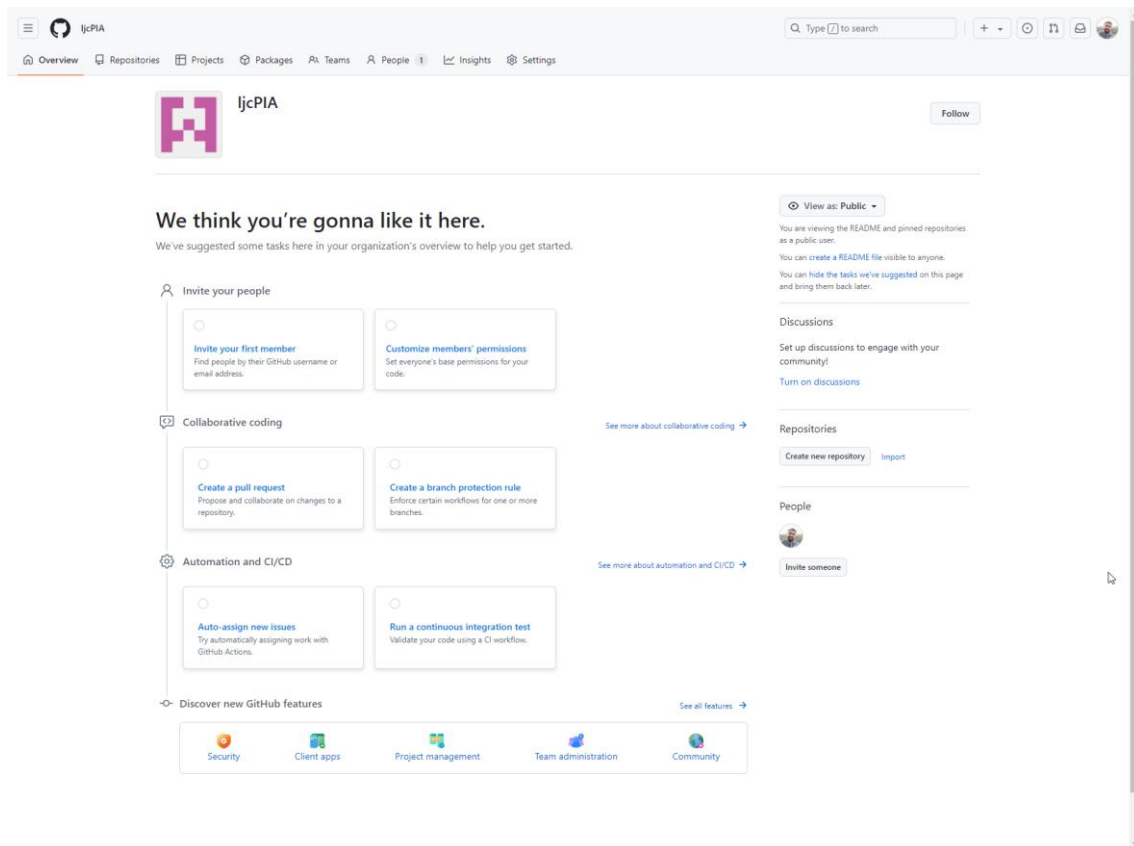 ljcPIA
Type / to search
Overview
Repositories
Projects
Packages
Teams
People 1
Insights
Settings
ljcPIA
Follow
We think you're gonna like it here.
We've suggested some tasks here in your organization's overview to help you get started.
Invite your people
Invite your first member
Find people by their GitHub username or
email address.
Customize members' permissions
Set everyone's base permissions for your
code.
Collaborative coding
See more about collaborative coding →
Create a pull request
Propose and collaborate on changes to a
repository.
Create a branch protection rule
Enforce certain workflows for one or more
branches.
Automation and CI/CD
See more about automation and CI/CD →
Auto-assign new issues
Try automatically assigning work with
GitHub Actions.
Run a continuous integration test
Validate your code using a CI workflow.
Discover new GitHub features
See all features →
Security
Client apps
Project management
Team administration
Community
View as: Public
You are viewing the README and pinned repositories
as a public user.
You can create a README file visible to anyone.
You can hide the tasks we've suggested on this page
and bring them back later.
Discussions
Set up discussions to engage with your
community!
Turn on discussions
Repositories
Create new repository
Import
People
Invite someone